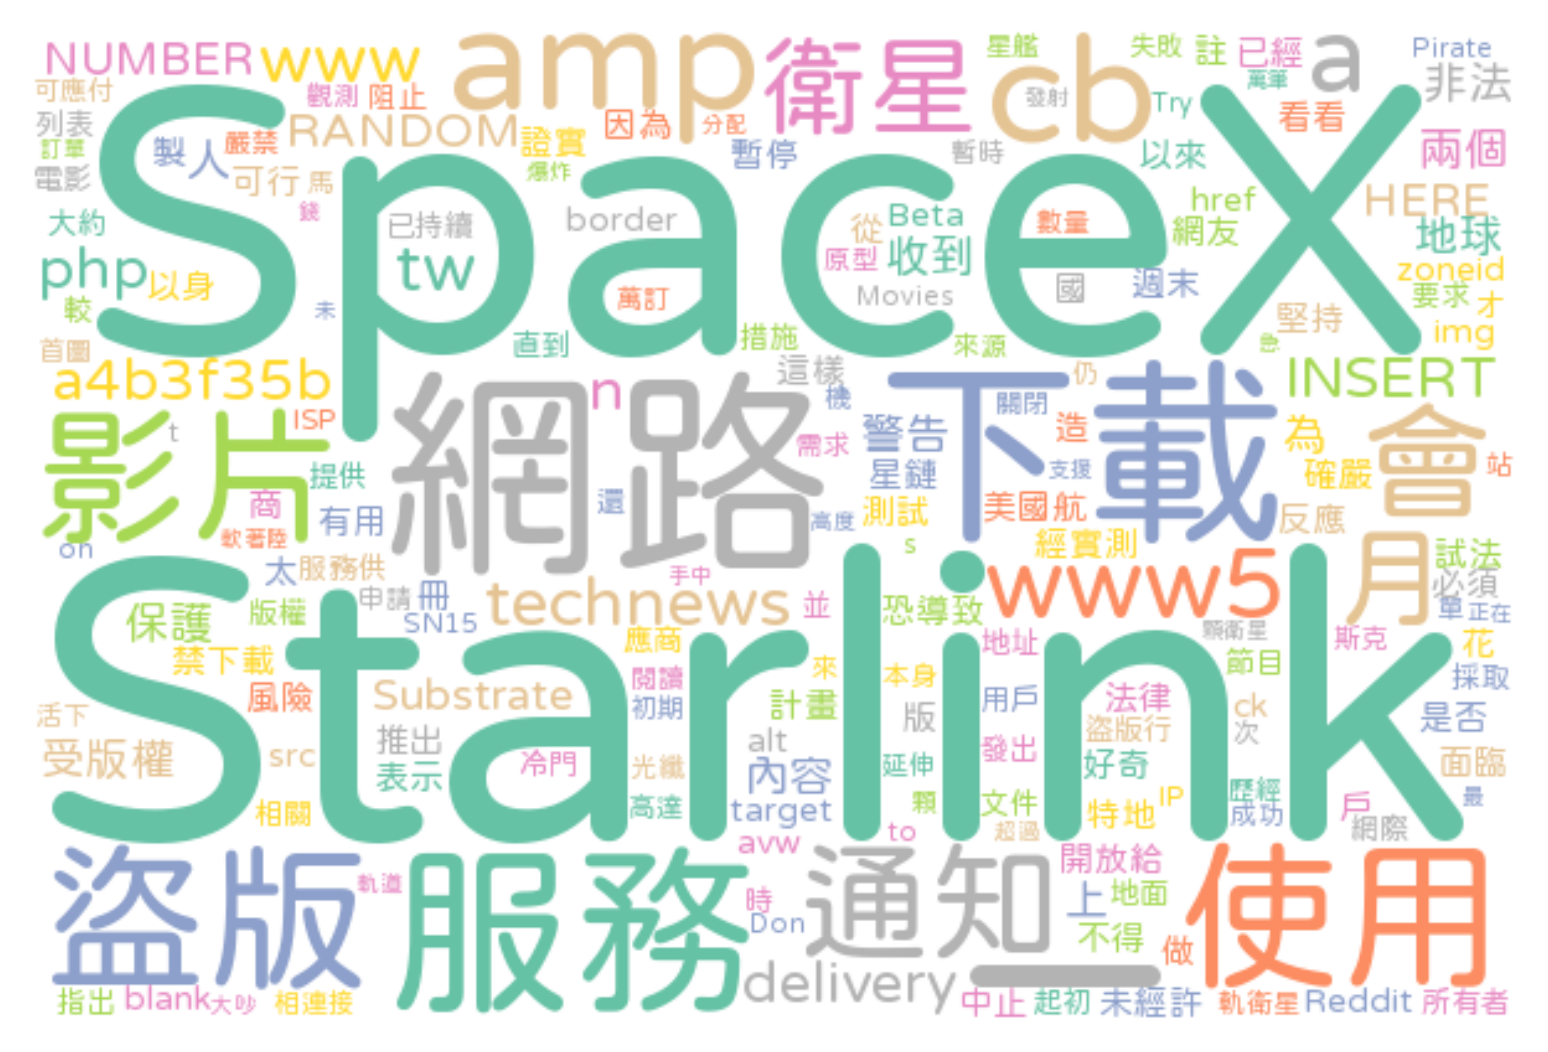 NUMBER www amp 衛星 cb 星艦 失敗 註 已經 a Pirate
可應付 觀測 阻止 發射 Try 萬筆 看看 非法
列表 RANDOM 因為 分配
訂單 製 人 嚴禁 證實 暫停 暫時 以來 兩個
電影 可行 馬 爆炸 href HERE
SpaceX
大約 錢 已持續 border 從 Beta 數量 網友 地球
php 以身 tw 原型 收到 zoneid
較 未 萬訂 Movies 國 週末 要求 才
首圖 直到 措施 來源 堅持 img
a4b3f35b n 這樣 仍 INSERT
影片 ISP t 網路 機 關閉 下載 為 會
提供 需求 警告 造 確嚴 站
商 有用 還 星鏈 支援 美國航
軟著陸 高度 測試 反應
on s 經實測 月 試法
太 服務供 手中 必須
申請 冊 technews 並 恐導致 www5 單 正在
保護 版權 SN15 顆衛星
Starlink
禁下載 應商 地址 斯克 花
風險 Substrate 閱讀 來 本身 節目 採取
活下 初期 計畫 版 用戶 法律 ck 是否
推出 盜版行 次
受版權 src 表示 冷門 光纖 alt 延伸 發出 好奇 面臨
相關 高達 內容 顆 文件 特地 IP 歷經 最
target 超過 成功 戶
avw to 網際
盜版 軌道 服務 通知 開放給 使用
時 上 地面
Don 不得 做
delivery 一
指出 blank 大吵 相連接 中止 起初 未經許 軌衛星 Reddit 所有者